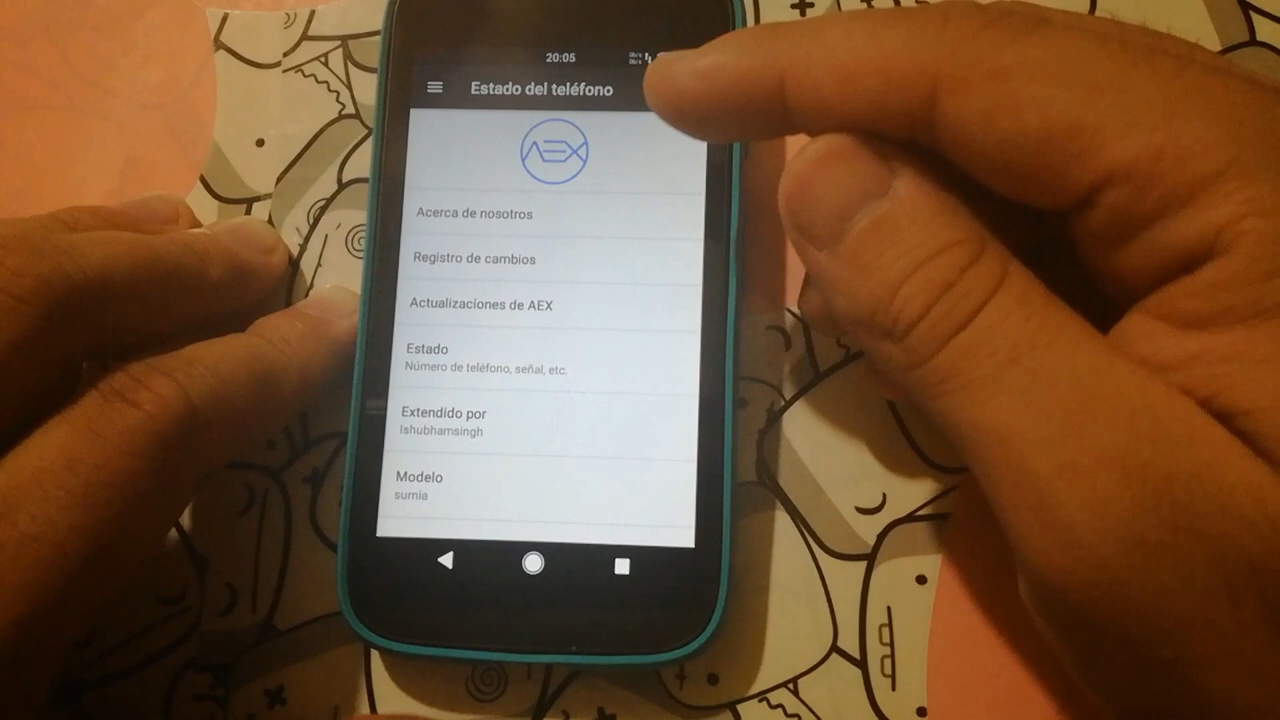 20:05
Estado del teléfono
AEX
Acerca de nosotros
Registro de cambios
Actualizaciones de AEX
Estado
Número de teléfono, señal, etc.
Extendido por
Ishubhamsingh
Modelo
surnia